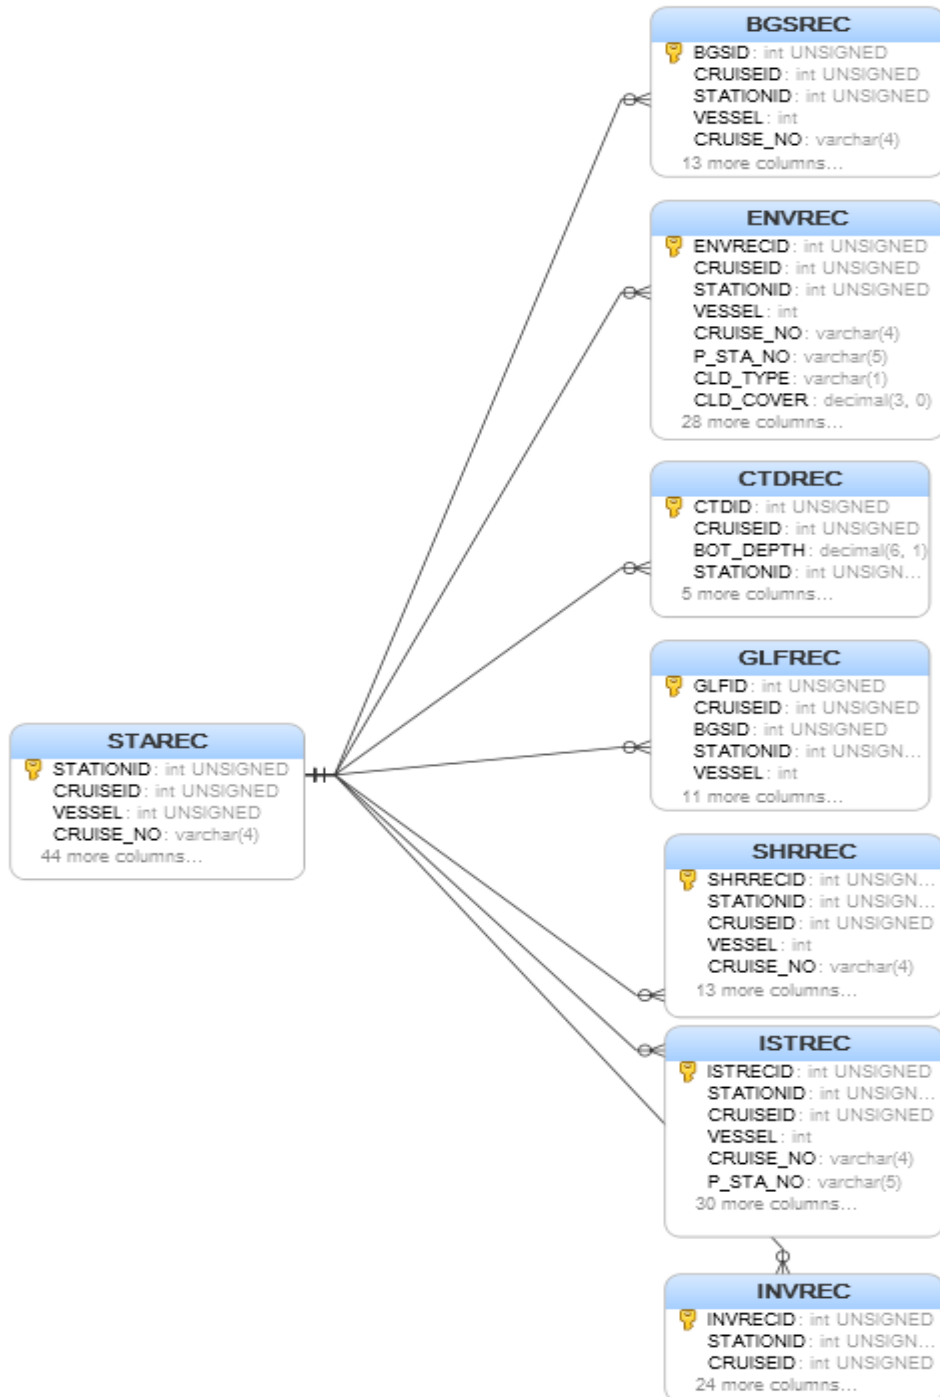 BGSREC
BGSID: int UNSIGNED
CRUISEID: int UNSIGNED
STATIONID: int UNSIGNED
VESSEL: int
CRUISE_NO: varchar(4)
13 more columns...
ENVREC
ENVRECID: int UNSIGNED
CRUISEID: int UNSIGNED
STATIONID: int UNSIGNED
VESSEL: int
CRUISE_NO: varchar(4)
P_STA_NO: varchar(5)
CLD_TYPE: varchar(1)
CLD_COVER: decimal(3, 0)
28 more columns...
CTDREC
CTDID: int UNSIGNED
CRUISEID: int UNSIGNED
BOT_DEPTH: decimal(6, 1)
STATIONID: int UNSIGN...
5 more columns...
GLFREC
GLFID: int UNSIGNED
CRUISEID: int UNSIGNED
BGSID: int UNSIGNED
STATIONID: int UNSIGN...
VESSEL: int
11 more columns...
STAREC
STATIONID: int UNSIGNED
CRUISEID: int UNSIGNED
VESSEL: int UNSIGNED
CRUISE_NO: varchar(4)
44 more columns...
SHRREC
SHRRECID: int UNSIGN...
STATIONID: int UNSIGN...
CRUISEID: int UNSIGNED
VESSEL: int
CRUISE_NO: varchar(4)
13 more columns...
ISTREC
ISTRECID: int UNSIGNED
STATIONID: int UNSIGN...
CRUISEID: int UNSIGNED
VESSEL: int
CRUISE_NO: varchar(4)
P_STA_NO: varchar(5)
30 more columns...
INVREC
INVRECID: int UNSIGNED
STATIONID: int UNSIGN...
CRUISEID: int UNSIGNED
24 more columns...